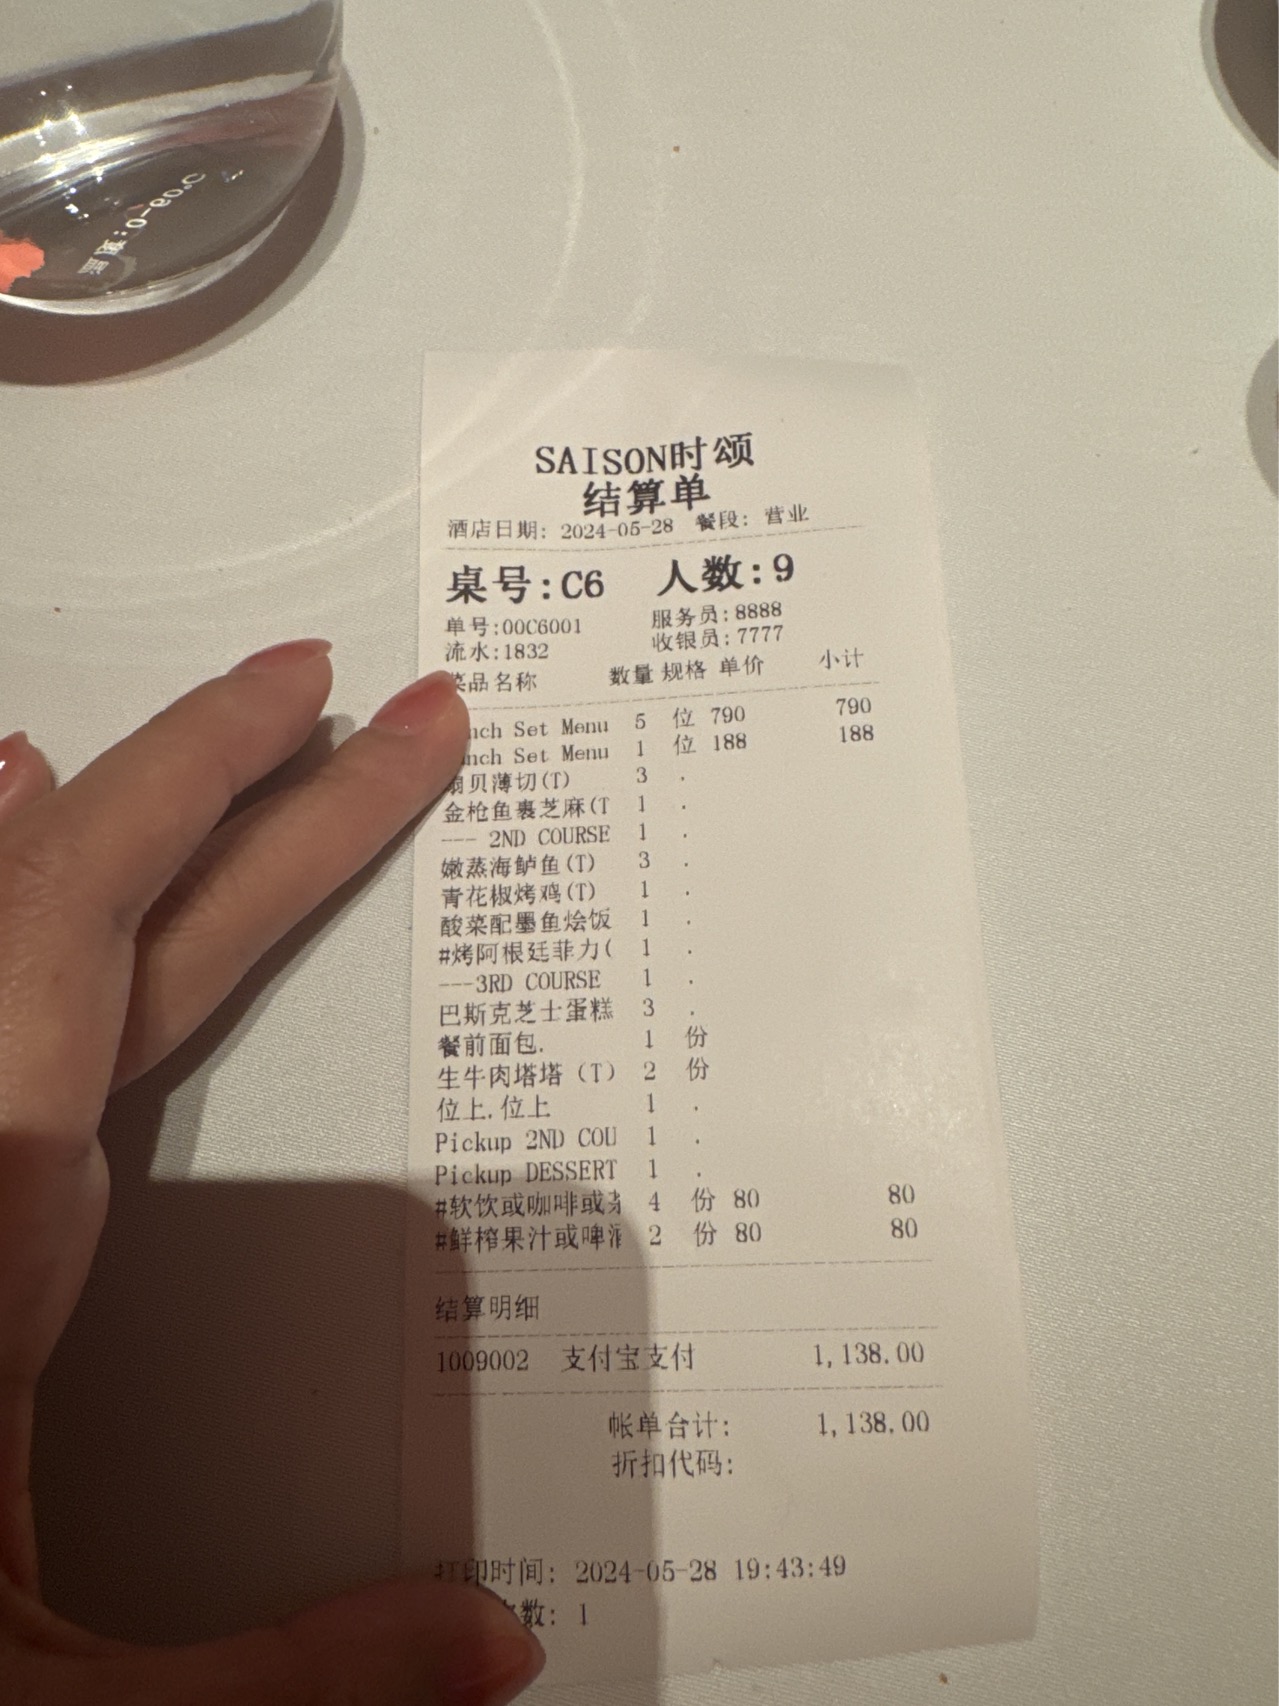 :0-60℃
SAISON时颂
结算单
酒店日期: 2024-05-28 餐段: 营业
桌号:C6 人数:9
单号:00C6001 服务员:8888
流水:1832 收银员:7777
菜品名称 数量 规格 单价 小计
nch Set Menu 5 位 790 790
nch Set Menu 1 位 188 188
扇贝薄切(T) 3 .
金枪鱼裹芝麻(T 1 .
--- 2ND COURSE 1 .
嫩蒸海鲈鱼(T) 3 .
青花椒烤鸡(T) 1 .
酸菜配墨鱼烩饭 1 .
#烤阿根廷菲力( 1 .
---3RD COURSE 1 .
巴斯克芝士蛋糕 3 .
餐前面包. 1 份
生牛肉塔塔 (T) 2 份
位上.位上 1 .
Pickup 2ND COU 1 .
Pickup DESSERT 1 .
#软饮或咖啡或茶 4 份 80 80
#鲜榨果汁或啤酒 2 份 80 80
结算明细
1009002 支付宝支付 1,138.00
帐单合计: 1,138.00
折扣代码:
打印时间: 2024-05-28 19:43:49
数: 1